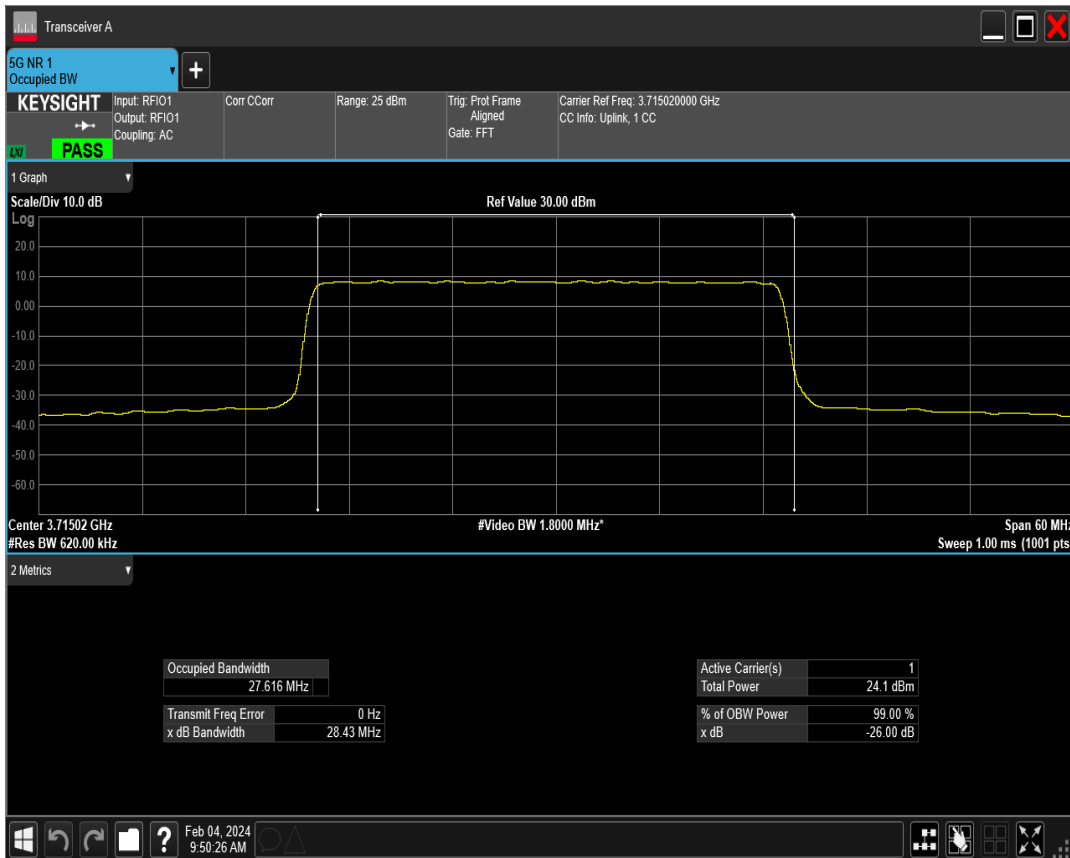 Transceiver A
5G NR 1
Occupied BW
KEYSIGHT
LXI
PASS
Input: RFIO1
Output: RFIO1
Coupling: AC
Corr CCorr
Range: 25 dBm
Trig: Prot Frame
Aligned
Gate: FFT
Carrier Ref Freq: 3.715020000 GHz
CC Info: Uplink, 1 CC
1 Graph
Scale/Div 10.0 dB
Ref Value 30.00 dBm
Log
20.0
10.0
0.00
-10.0
-20.0
-30.0
-40.0
-50.0
-60.0
Center 3.71502 GHz
#Video BW 1.8000 MHz*
Span 60 MHz
#Res BW 620.00 kHz
Sweep 1.00 ms (1001 pts
2 Metrics
Occupied Bandwidth
27.616 MHz
Transmit Freq Error 0 Hz
x dB Bandwidth 28.43 MHz
Active Carrier(s) 1
Total Power 24.1 dBm
% of OBW Power 99.00 %
x dB -26.00 dB
Feb 04, 2024
9:50:26 AM